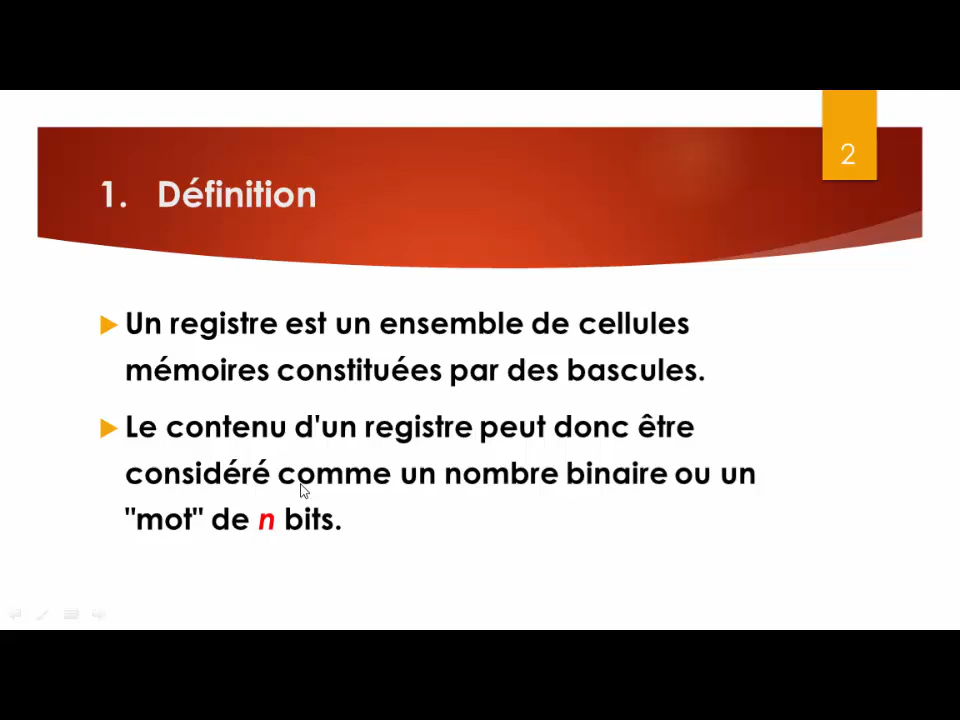 2
1. Définition
Un registre est un ensemble de cellules
mémoires constituées par des bascules.
Le contenu d'un registre peut donc être
considéré comme un nombre binaire ou un
"mot" de n bits.